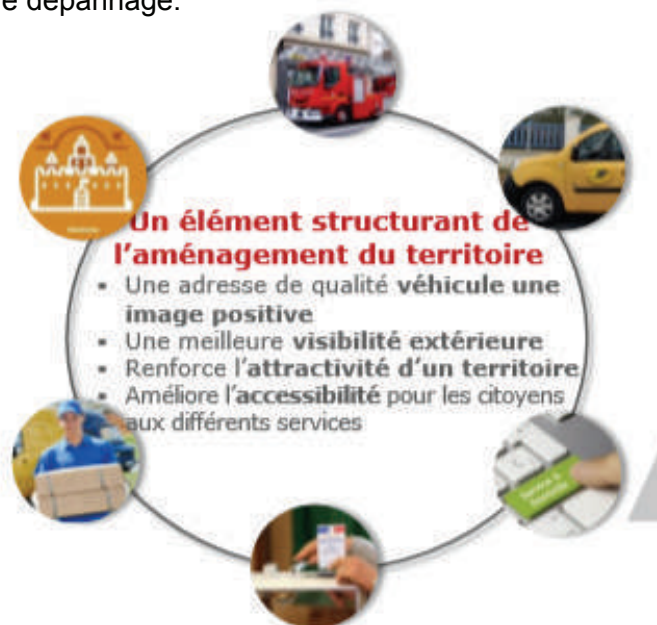 e dépannage.
Un élément structurant de
l'aménagement du territoire
▪ Une adresse de qualité véhicule une
image positive
▪ Une meilleure visibilité extérieure
▪ Renforce l'attractivité d'un territoire
▪ Améliore l'accessibilité pour les citoyens
aux différents services
Service à